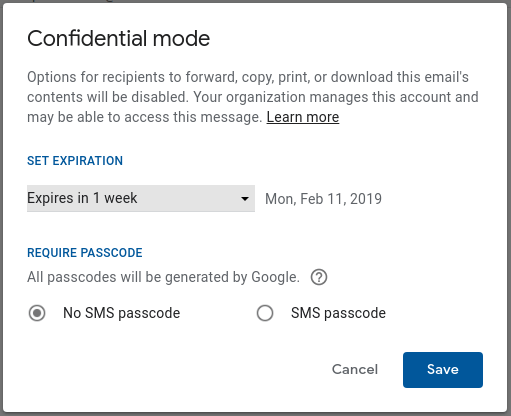 Confidential mode
Options for recipients to forward, copy, print, or download this email's
contents will be disabled. Your organization manages this account and
may be able to access this message. Learn more
SET EXPIRATION
Expires in 1 week Mon, Feb 11, 2019
REQUIRE PASSCODE
All passcodes will be generated by Google. ?
No SMS passcode SMS passcode
Cancel Save